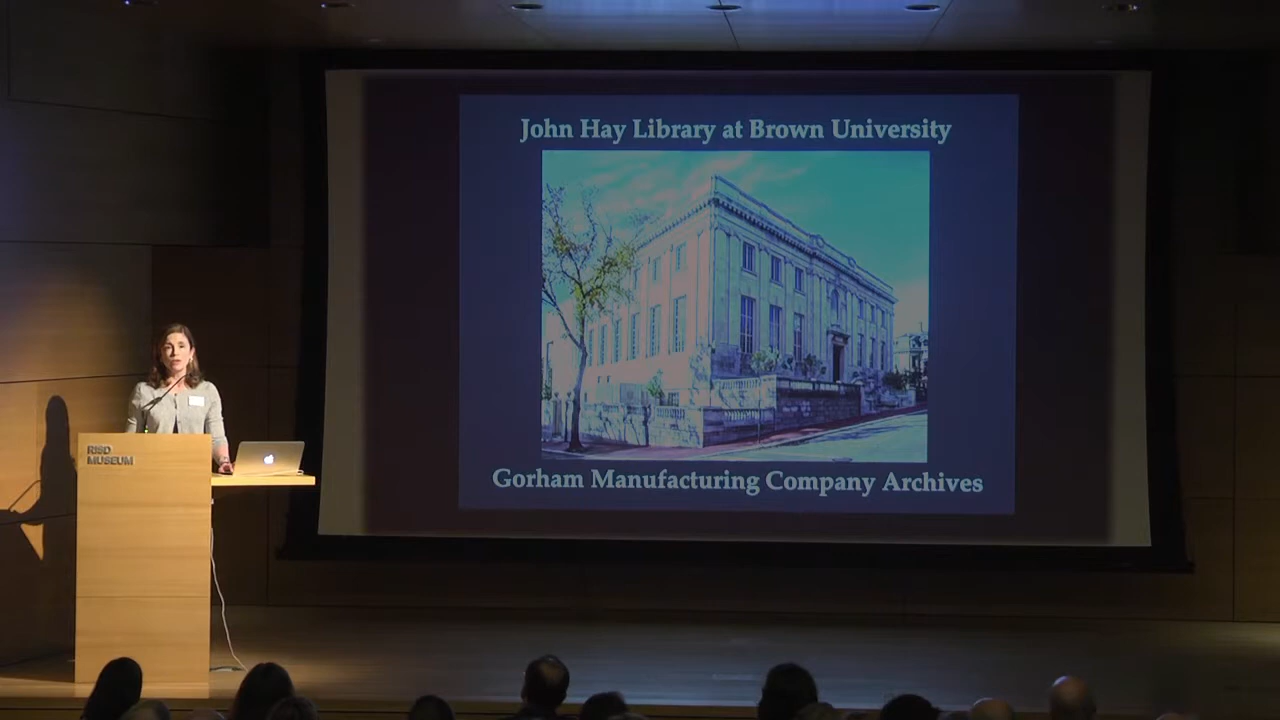 John Hay Library at Brown University
Gorham Manufacturing Company Archives
RISD
MUSEUM